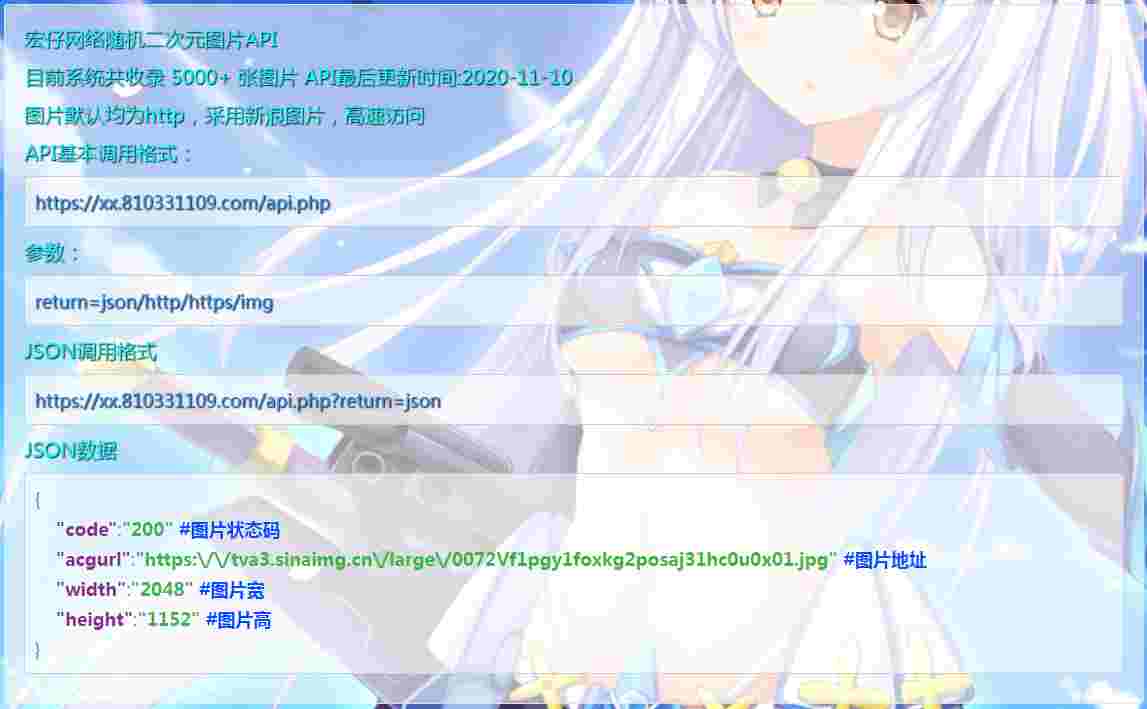 宏仔网络随机二次元图片API
目前系统共收录 5000+ 张图片 API最后更新时间:2020-11-10
图片默认均为http，采用新浪图片，高速访问
API基本调用格式：
https://xx.810331109.com/api.php
参数：
return=json/http/https/img
JSON调用格式
https://xx.810331109.com/api.php?return=json
JSON数据
{
"code":"200" #图片状态码
"acgurl":"https:\/\/tva3.sinaimg.cn\/large\/0072Vf1pgy1foxkg2posaj31hc0u0x01.jpg" #图片地址
"width":"2048" #图片宽
"height":"1152" #图片高
}